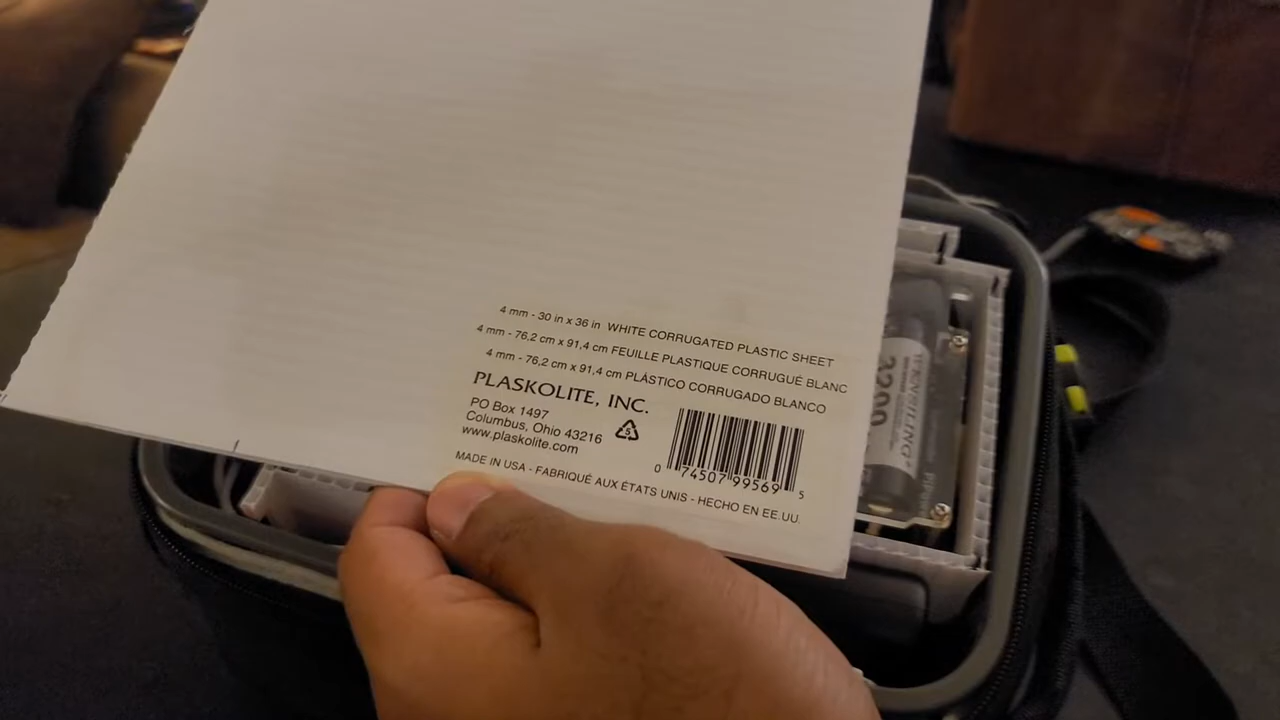 4 mm - 30 in x 36 in WHITE CORRUGATED PLASTIC SHEET
4 mm - 76,2 cm x 91,4 cm FEUILLE PLASTIQUE CORRUGUÉ BLANC
4 mm - 76,2 cm x 91,4 cm PLÁSTICO CORRUGADO BLANCO
PLASKOLITE, INC.
PO Box 1497
Columbus, Ohio 43216
www.plaskolite.com
5
0 74507 99569 5
MADE IN USA - FABRIQUÉ AUX ÉTATS UNIS - HECHO EN EE.UU.
TENERGY
3200